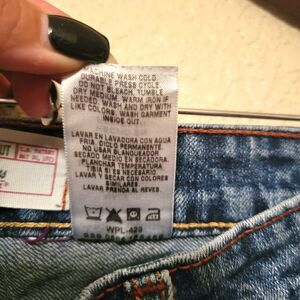 MACHINE WASH COLD.
DURABLE PRESS CYCLE.
DO NOT BLEACH. TUMBLE
DRY MEDIUM. WARM IRON IF
NEEDED. WASH AND DRY WITH
LIKE COLORS. WASH GARMENT
INSIDE OUT.
LAVAR EN LAVADORA CON AGUA
FRIA. CICLO PERMANENTE.
NO USAR BLANQUEADOR.
SECADO MEDIO EN SECADORA.
PLANCHAR TEMPERATURA
TIBIA SI ES NECESARIO.
LAVAR Y SECAR CON COLORES
SIMILARES.
LAVAR PRENDA AL REVES.
WPL-423